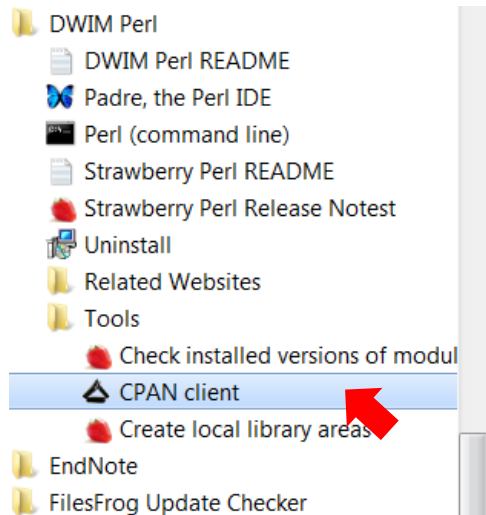 DWIM Perl
DWIM Perl README
Padre, the Perl IDE
Perl (command line)
Strawberry Perl README
Strawberry Perl Release Notest
Uninstall
Related Websites
Tools
Check installed versions of modul
CPAN client
Create local library areas
EndNote
FilesFrog Update Checker